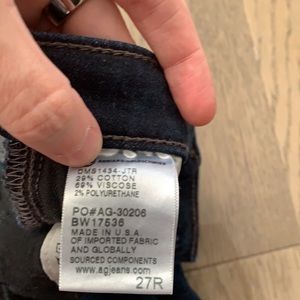 DMS1434-JTR
29% COTTON
69% VISCOSE
2% POLYURETHANE
PO#AG-30206
BW17536
MADE IN U.S.A.
OF IMPORTED FABRIC
AND GLOBALLY
SOURCED COMPONENTS
www.agjeans.com
27R